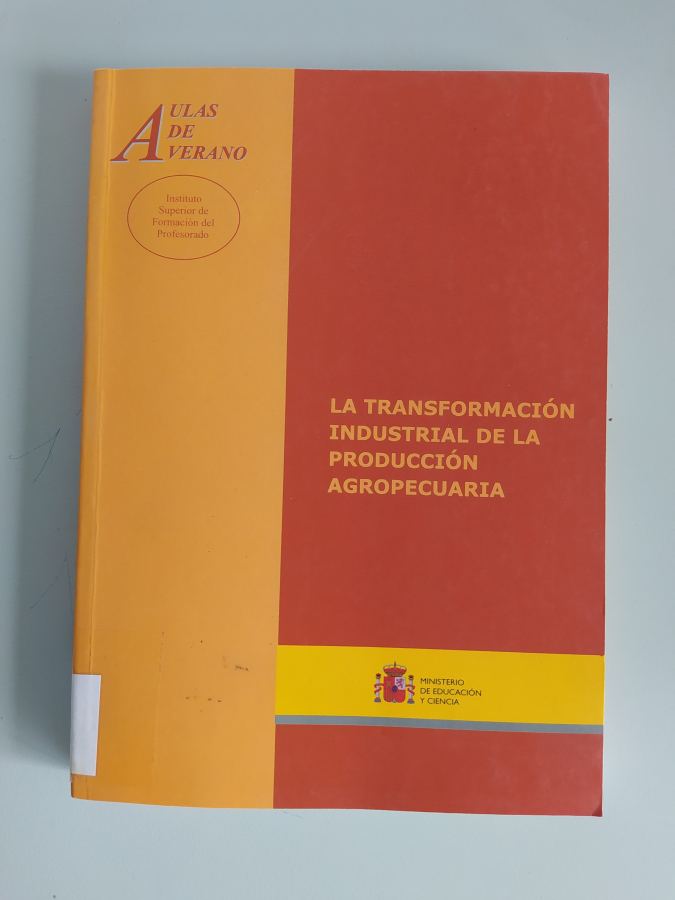 AULAS
DE
VERANO
Instituto
Superior de
Formación del
Profesorado
LA TRANSFORMACIÓN
INDUSTRIAL DE LA
PRODUCCIÓN
AGROPECUARIA
MINISTERIO
DE EDUCACIÓN
Y CIENCIA